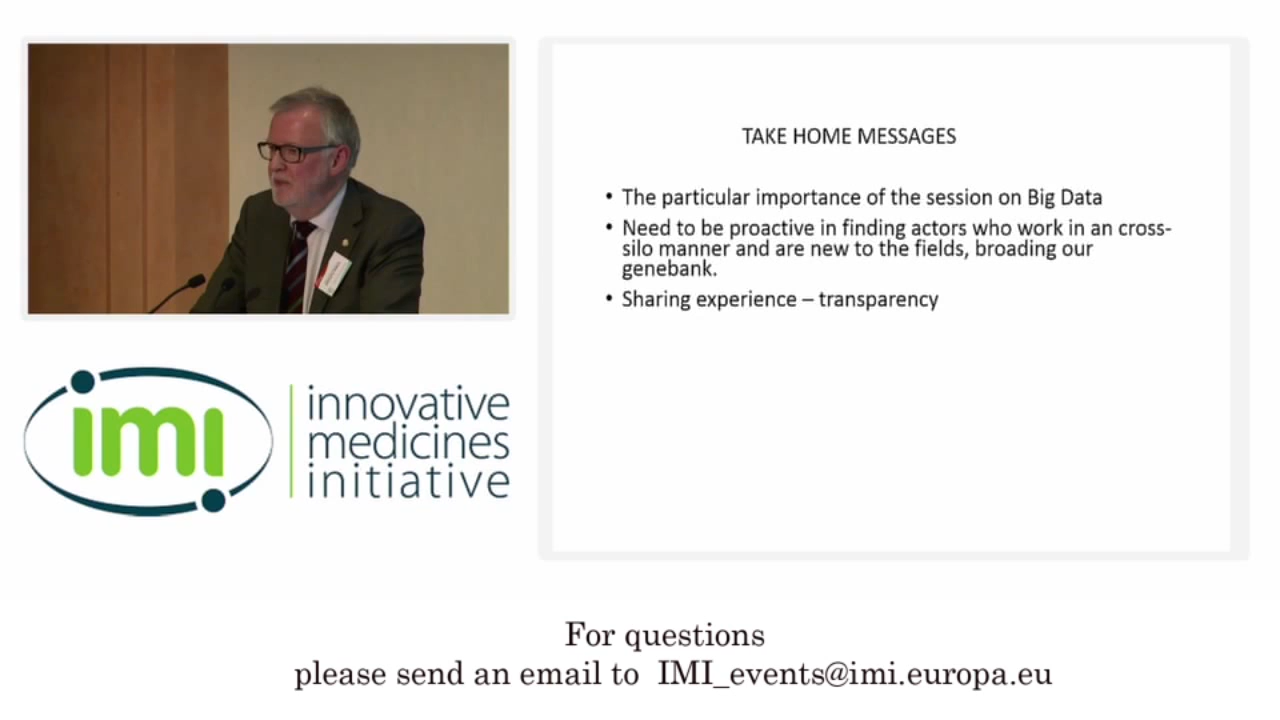 TAKE HOME MESSAGES
• The particular importance of the session on Big Data
• Need to be proactive in finding actors who work in an cross-
silo manner and are new to the fields, broading our
genebank.
• Sharing experience – transparency
imi
innovative
medicines
initiative
For questions
please send an email to IMI_events@imi.europa.eu